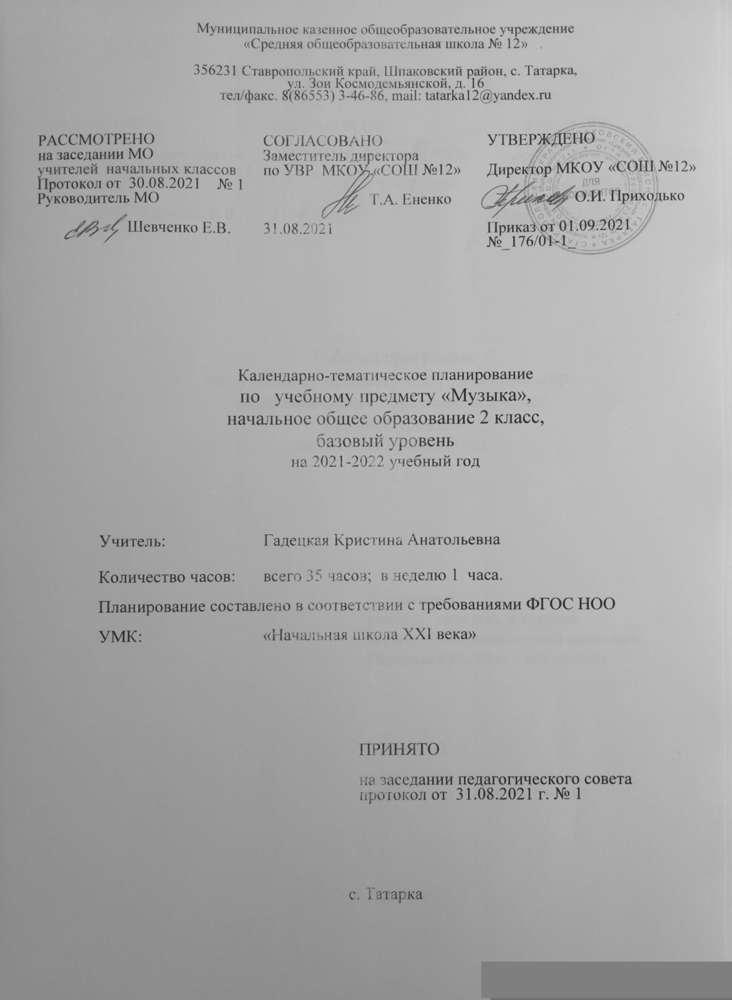 Муниципальное казенное общеобразовательное учреждение
«Средняя общеобразовательная школа № 12»
356231 Ставропольский край, Шпаковский район, с. Татарка,
ул. Зои Космодемьянской, д. 16
тел/факс. 8(86553) 3-46-86, mail: tatarka12@yandex.ru
РАССМОТРЕНО
на заседании МО
учителей начальных классов
Протокол от 30.08.2021 № 1
Руководитель МО
Шевченко Е.В.
СОГЛАСОВАНО
Заместитель директора
по УВР МКОУ «СОШ №12»
Т.А. Ененко
31.08.2021
УТВЕРЖДЕНО
Директор МКОУ «СОШ №12»
О.И. Приходько
Приказ от 01.09.2021
№_176/01-1_
ДЛЯ
ДОКУМЕНТОВ
Календарно-тематическое планирование
по учебному предмету «Музыка»,
начальное общее образование 2 класс,
базовый уровень
на 2021-2022 учебный год
Учитель: Гадецкая Кристина Анатольевна
Количество часов: всего 35 часов; в неделю 1 часа.
Планирование составлено в соответствии с требованиями ФГОС НОО
УМК: «Начальная школа XXI века»
ПРИНЯТО
на заседании педагогического совета
протокол от 31.08.2021 г. № 1
с. Татарка